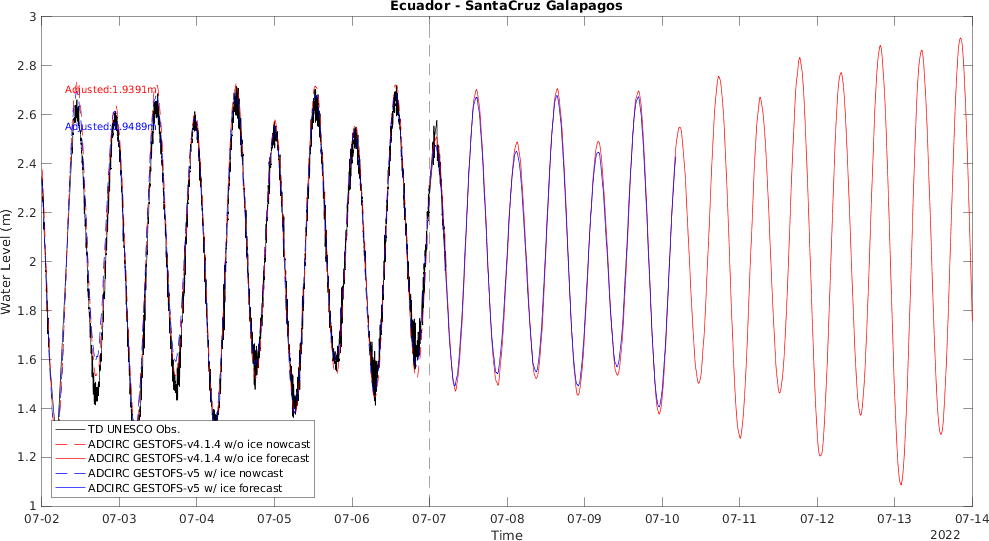 Ecuador - SantaCruz Galapagos
Water Level (m)
3
2.8
2.6
2.4
2.2
2
1.8
1.6
1.4
1.2
1
Adjusted:1.9391m
TD UNESCO Obs.
ADCIRC GESTOFS-v4.1.4 w/o ice nowcast
ADCIRC GESTOFS-v4.1.4 w/o ice forecast
ADCIRC GESTOFS-v5 w/ ice nowcast
ADCIRC GESTOFS-v5 w/ ice forecast
07-02 07-03 07-04 07-05 07-06 07-07 07-08 07-09 07-10 07-11 07-12 07-13 07-14
Time
2022